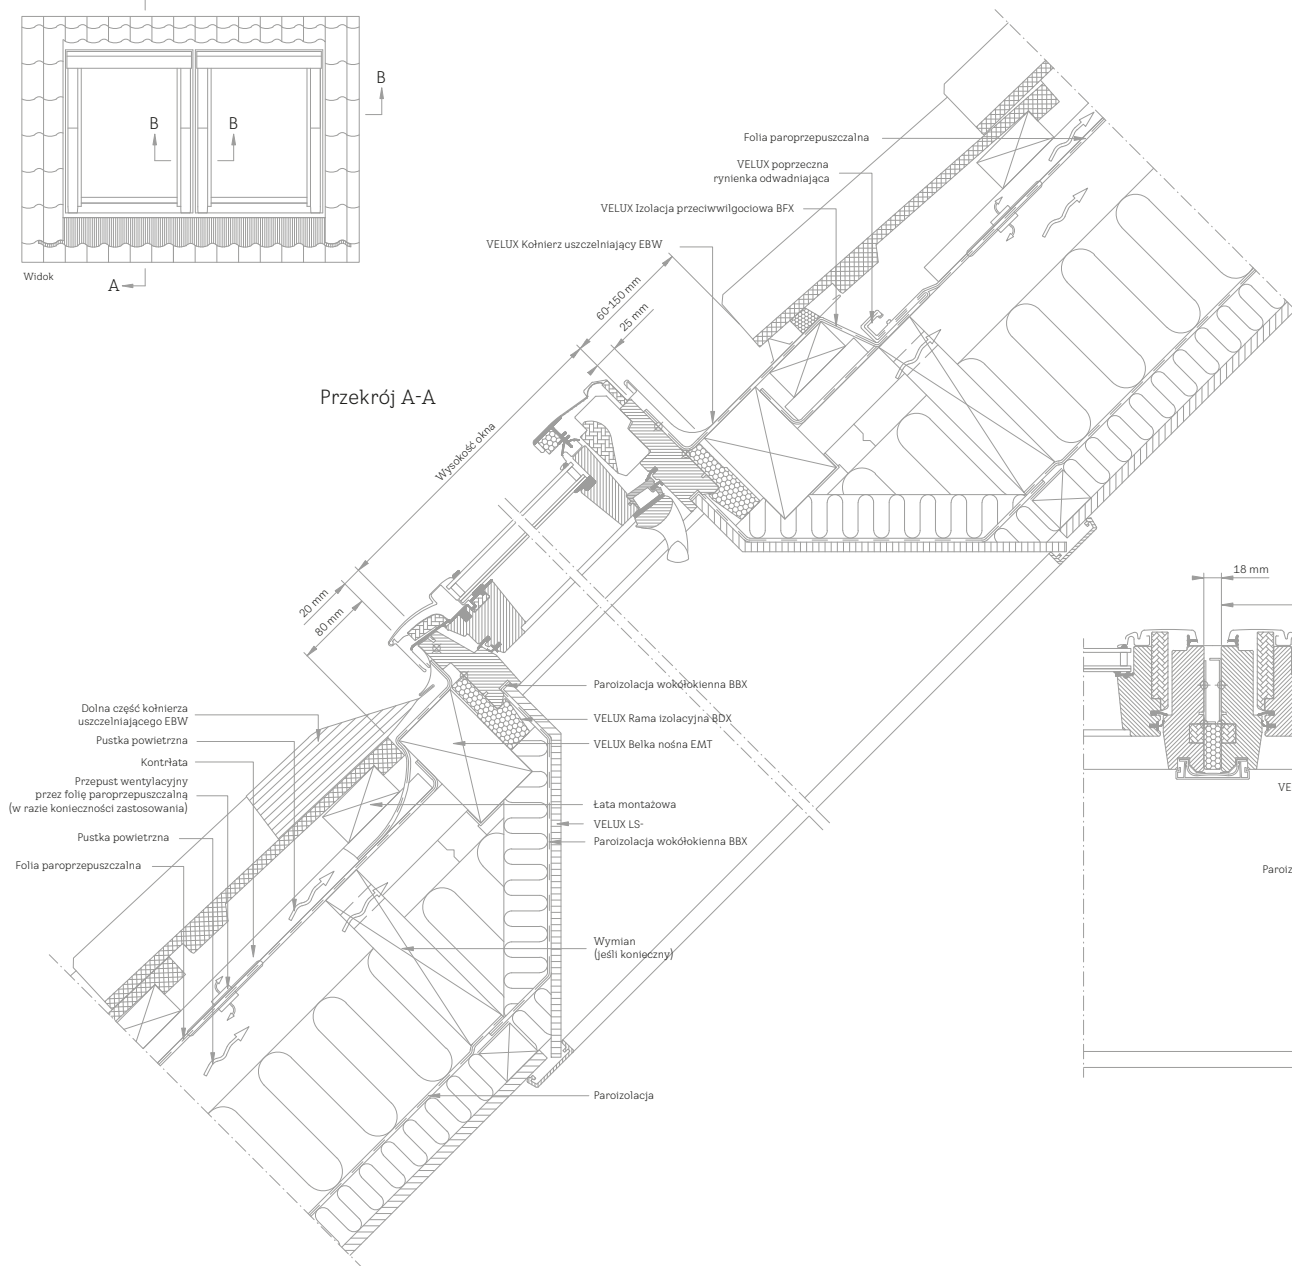 B
B
B
Widok
A
Przekrój A-A
Folia paroprzepuszczalna
VELUX poprzeczna
rynienka odwadniająca
VELUX Izolacja przeciwwilgociowa BFX
VELUX Kołnierz uszczelniający EBW
60-150 mm
25 mm
Wysokość okna
20 mm
80 mm
18 mm
Paroizolacja wokółokienna BBX
VELUX Rama izolacyjna BDX
VELUX Belka nośna EMT
Łata montażowa
VELUX LS-
Paroizolacja wokółokienna BBX
Wymian
(jeśli konieczny)
Paroizolacja
Dolna część kołnierza
uszczelniającego EBW
Pustka powietrzna
Kontrłata
Przepust wentylacyjny
przez folię paroprzepuszczalną
(w razie konieczności zastosowania)
Pustka powietrzna
Folia paroprzepuszczalna
VE
Paroiz